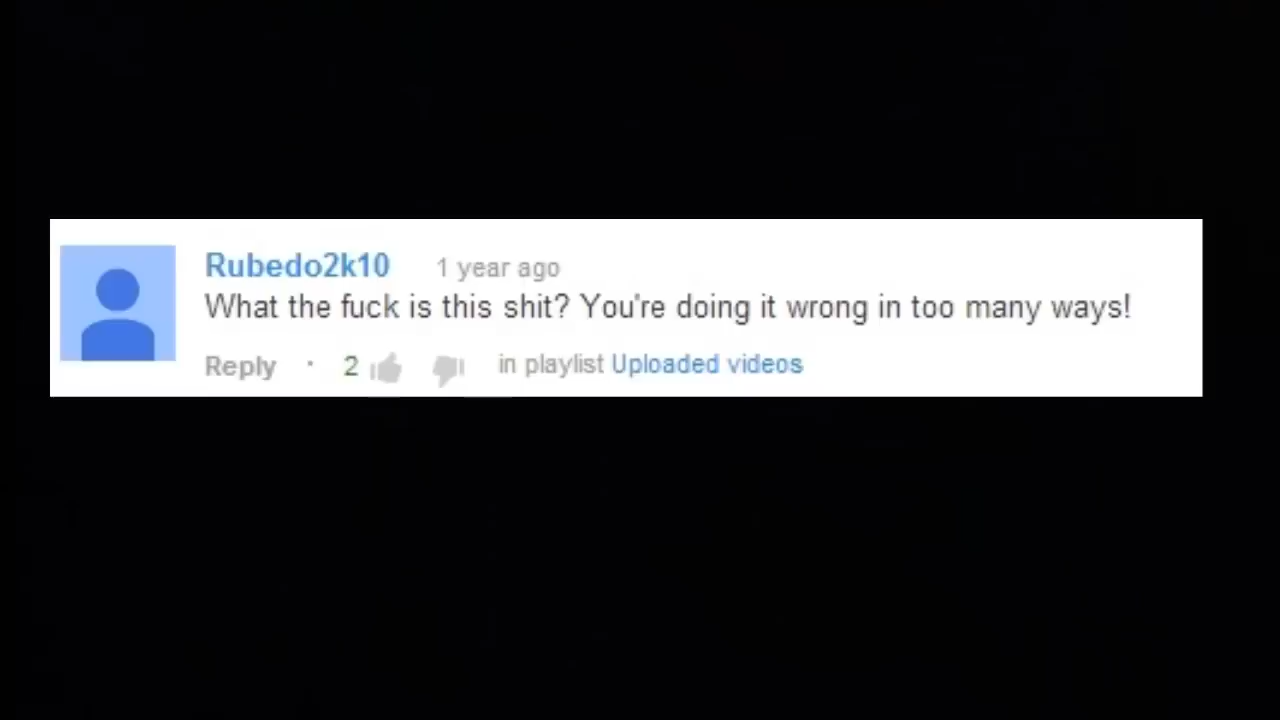 Rubedo2k10 1 year ago
What the fuck is this shit? You're doing it wrong in too many ways!
Reply · 2 in playlist Uploaded videos